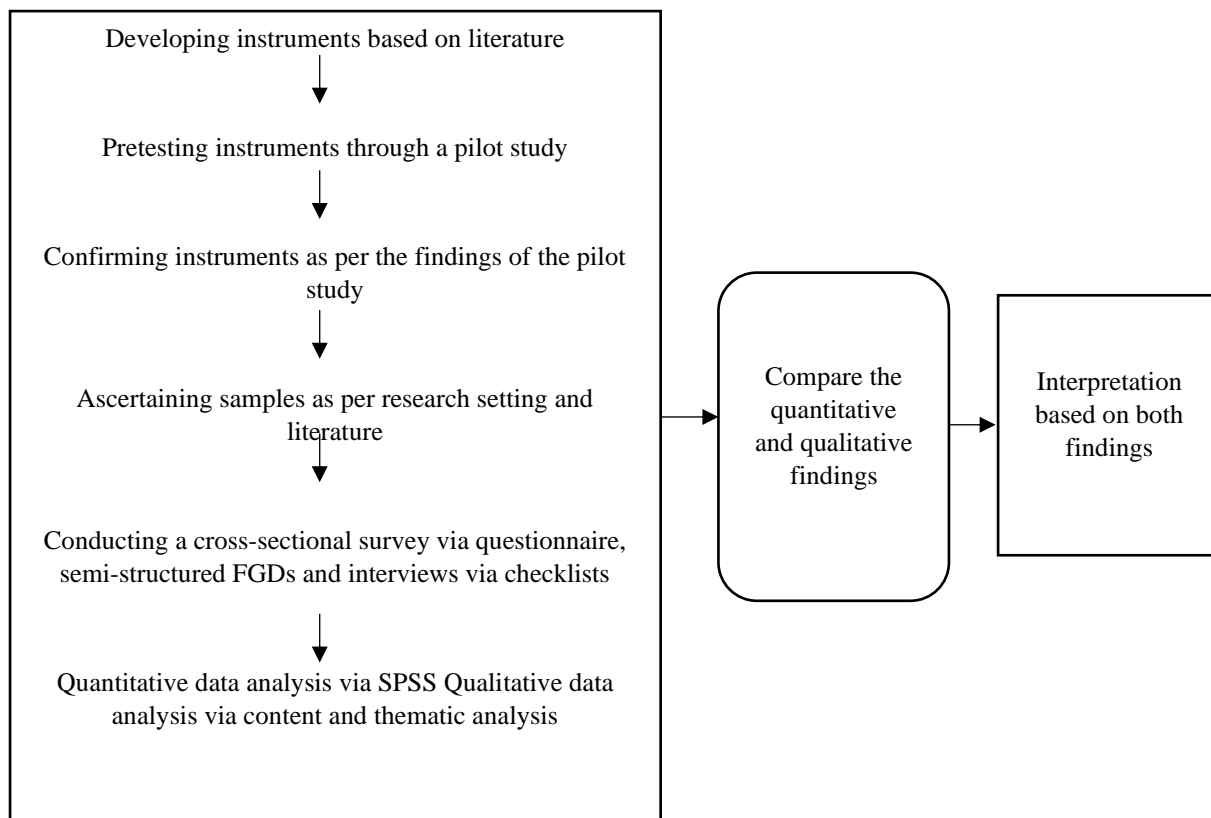 Developing instruments based on literature
Pretesting instruments through a pilot study
Confirming instruments as per the findings of the pilot
study
Ascertaining samples as per research setting and
literature
Conducting a cross-sectional survey via questionnaire,
semi-structured FGDs and interviews via checklists
Quantitative data analysis via SPSS Qualitative data
analysis via content and thematic analysis
Compare the
quantitative
and qualitative
findings
Interpretation
based on both
findings